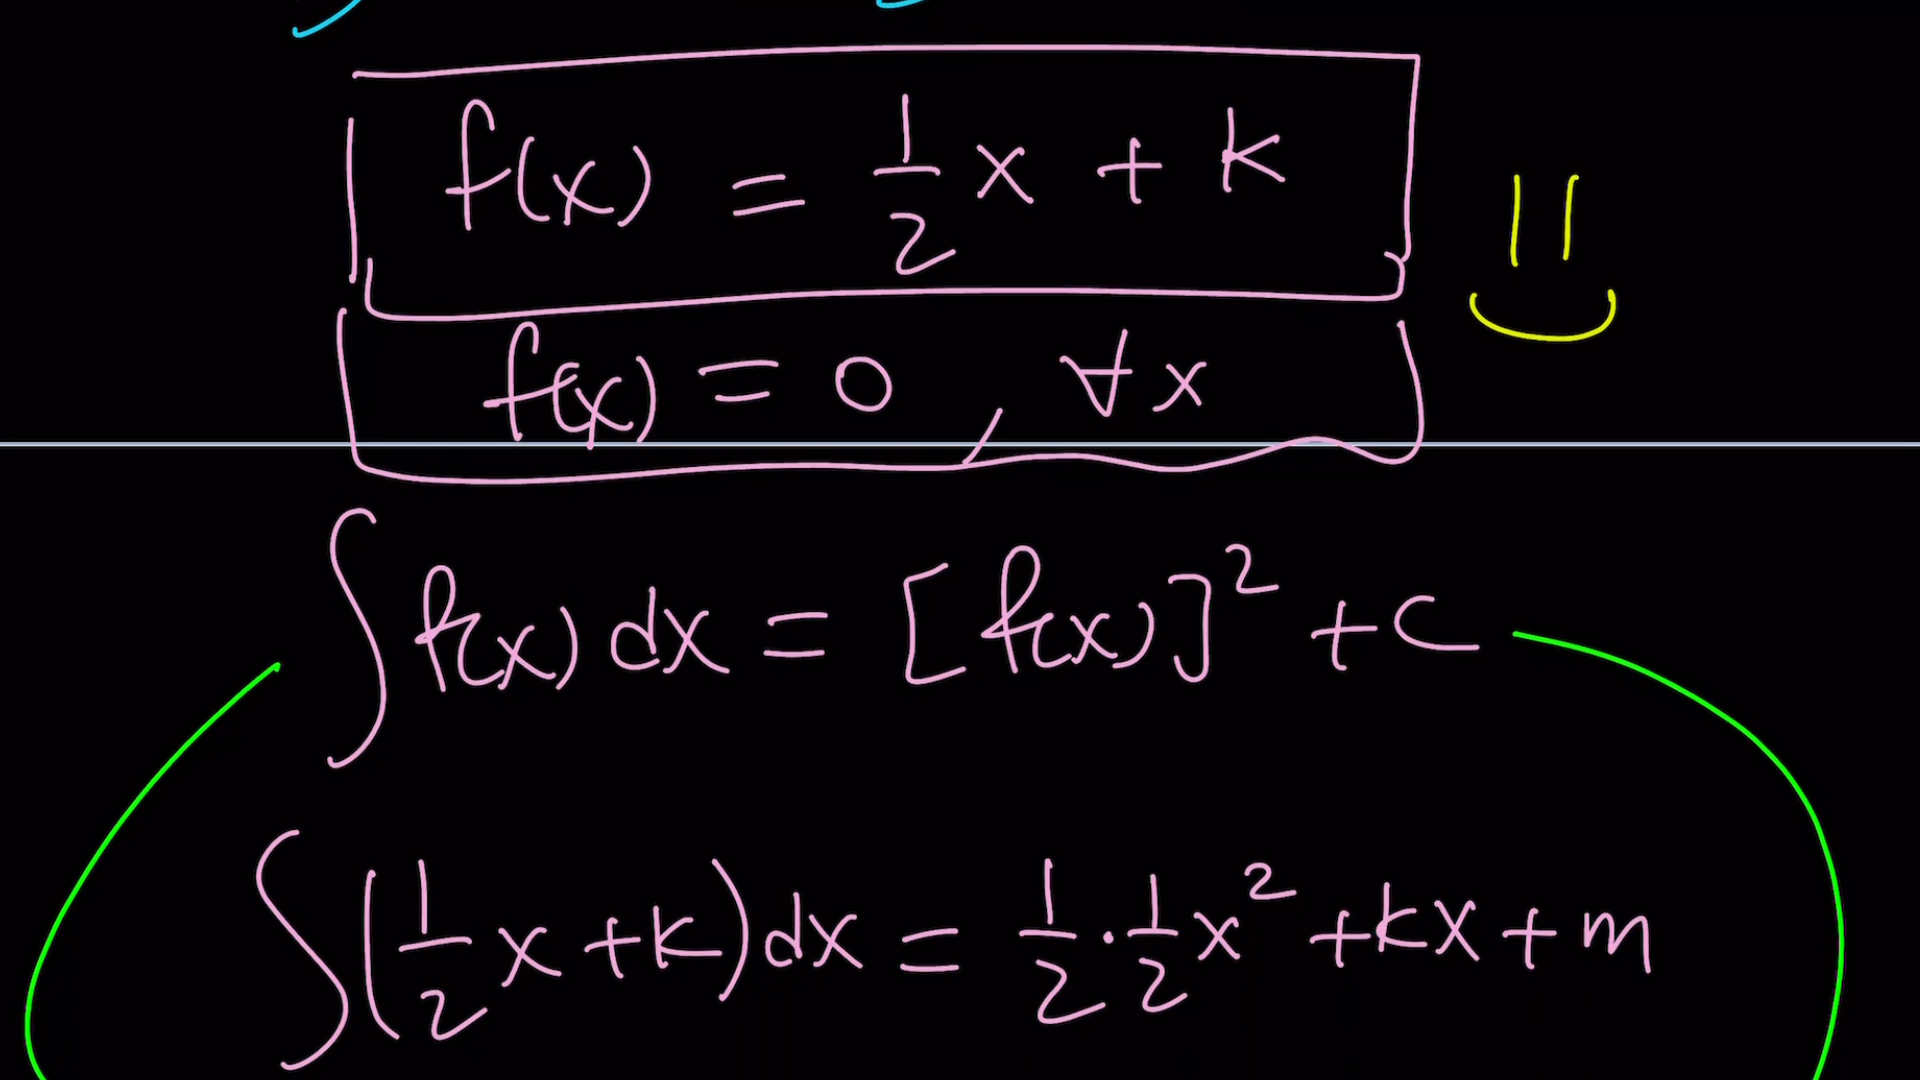 f(x) = 1/2 x + k
f(x) = 0, ∀x
∫ f(x) dx = [f(x)]² + C
∫ (1/2 x + k) dx = 1/2 · 1/2 x² + kx + m